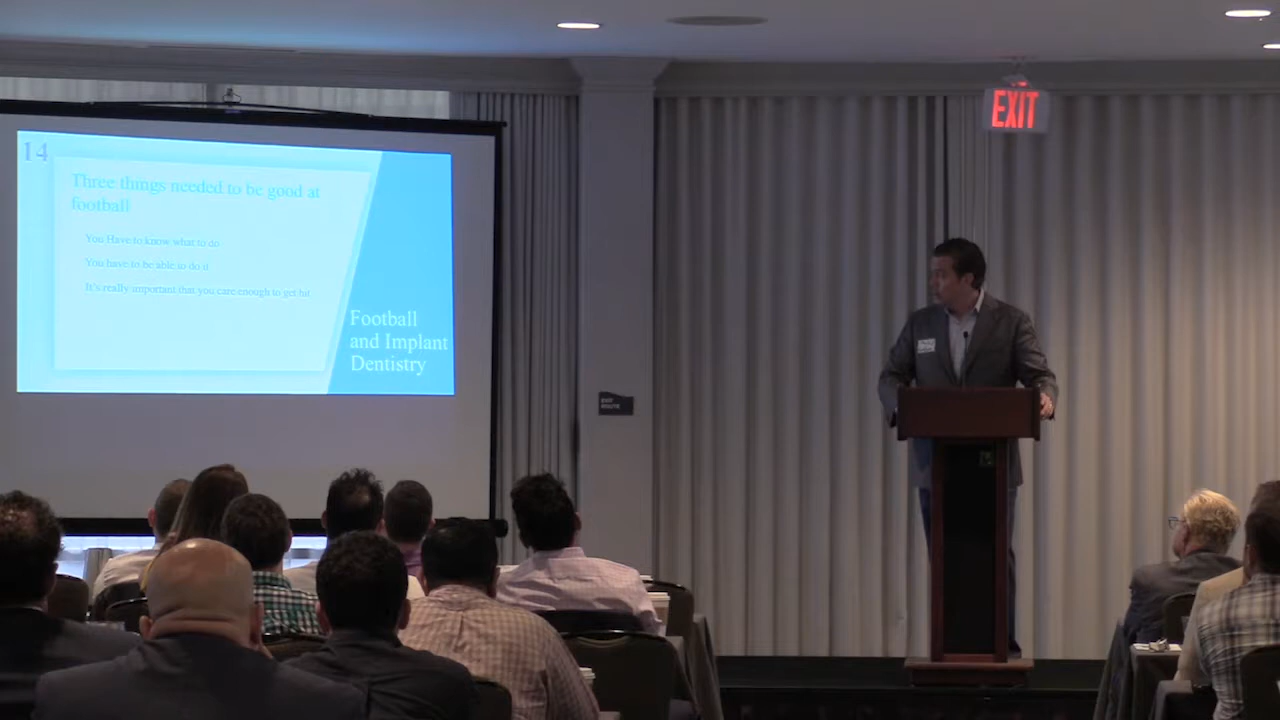 14
Three things needed to be good at
football
You Have to know what to do
You have to be able to do it
It's really important that you care enough to get hit
Football
and Implant
Dentistry
EXIT
EXIT
ROUTE